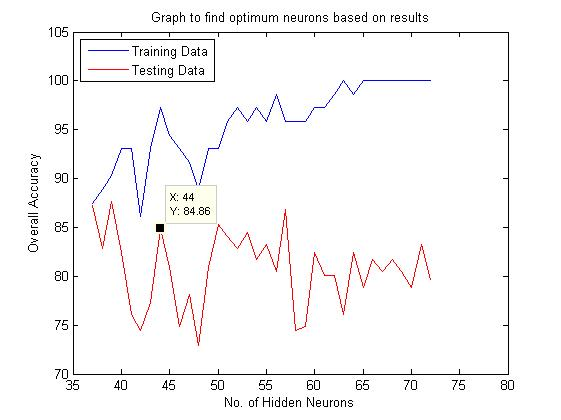 Graph to find optimum neurons based on results
105
Training Data
Testing Data
100
95
90
X: 44
Y: 84.86
85
80
75
70
Overall Accuracy
35 40 45 50 55 60 65 70 75 80
No. of Hidden Neurons